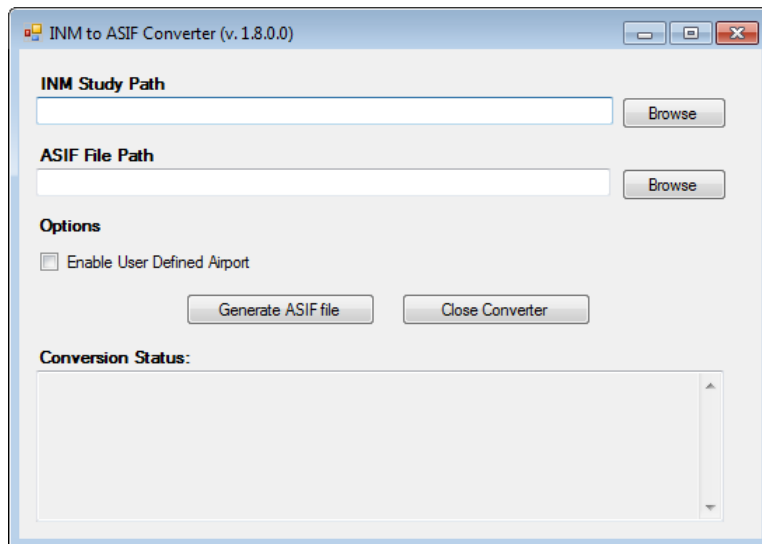 INM to ASIF Converter (v. 1.8.0.0)
INM Study Path
Browse
ASIF File Path
Browse
Options
Enable User Defined Airport
Generate ASIF file Close Converter
Conversion Status: